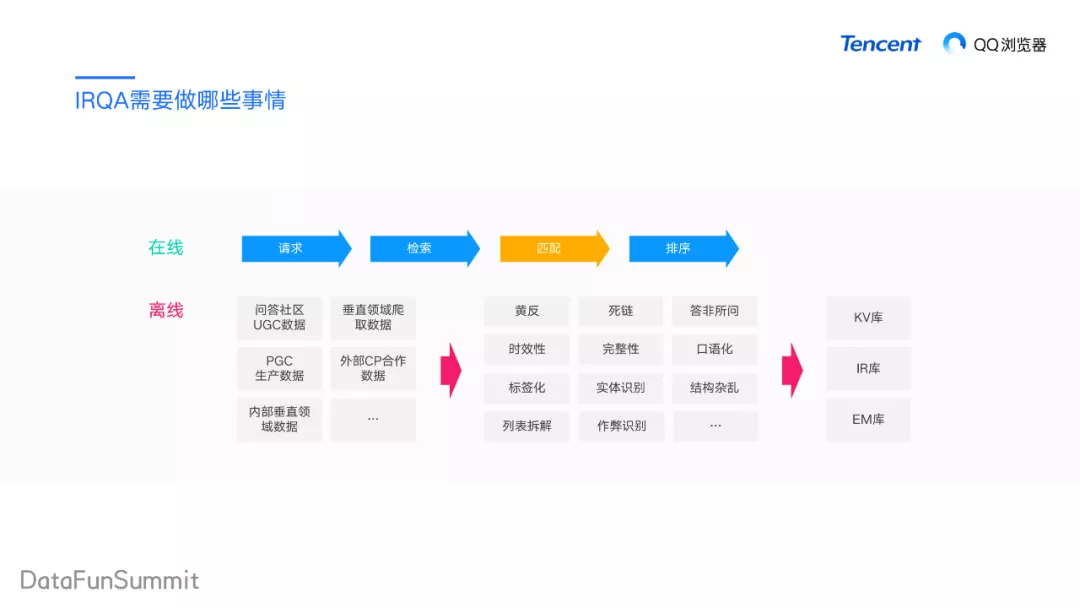 Tencent QQ浏览器
IRQA需要做哪些事情
在线
请求
检索
匹配
排序
离线
问答社区
UGC数据
垂直领域爬
取数据
PGC
生产数据
外部CP合作
数据
内部垂直领
域数据
...
黄反
死链
答非所问
时效性
完整性
口语化
标签化
实体识别
结构杂乱
列表拆解
作弊识别
...
KV库
IR库
EM库
DataFunSummit